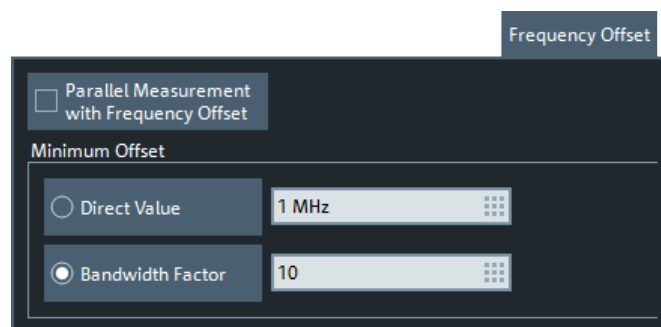 Frequency Offset
Parallel Measurement
with Frequency Offset
Minimum Offset
Direct Value
1 MHz
Bandwidth Factor
10